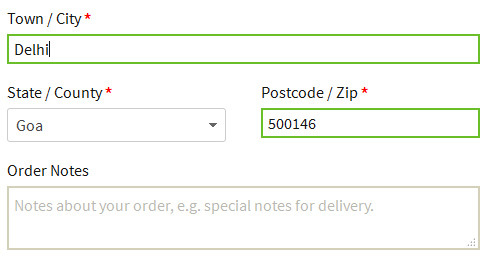 Town / City *
Delhi
State / County *
Postcode / Zip *
Goa
500146
Order Notes
Notes about your order, e.g. special notes for delivery.